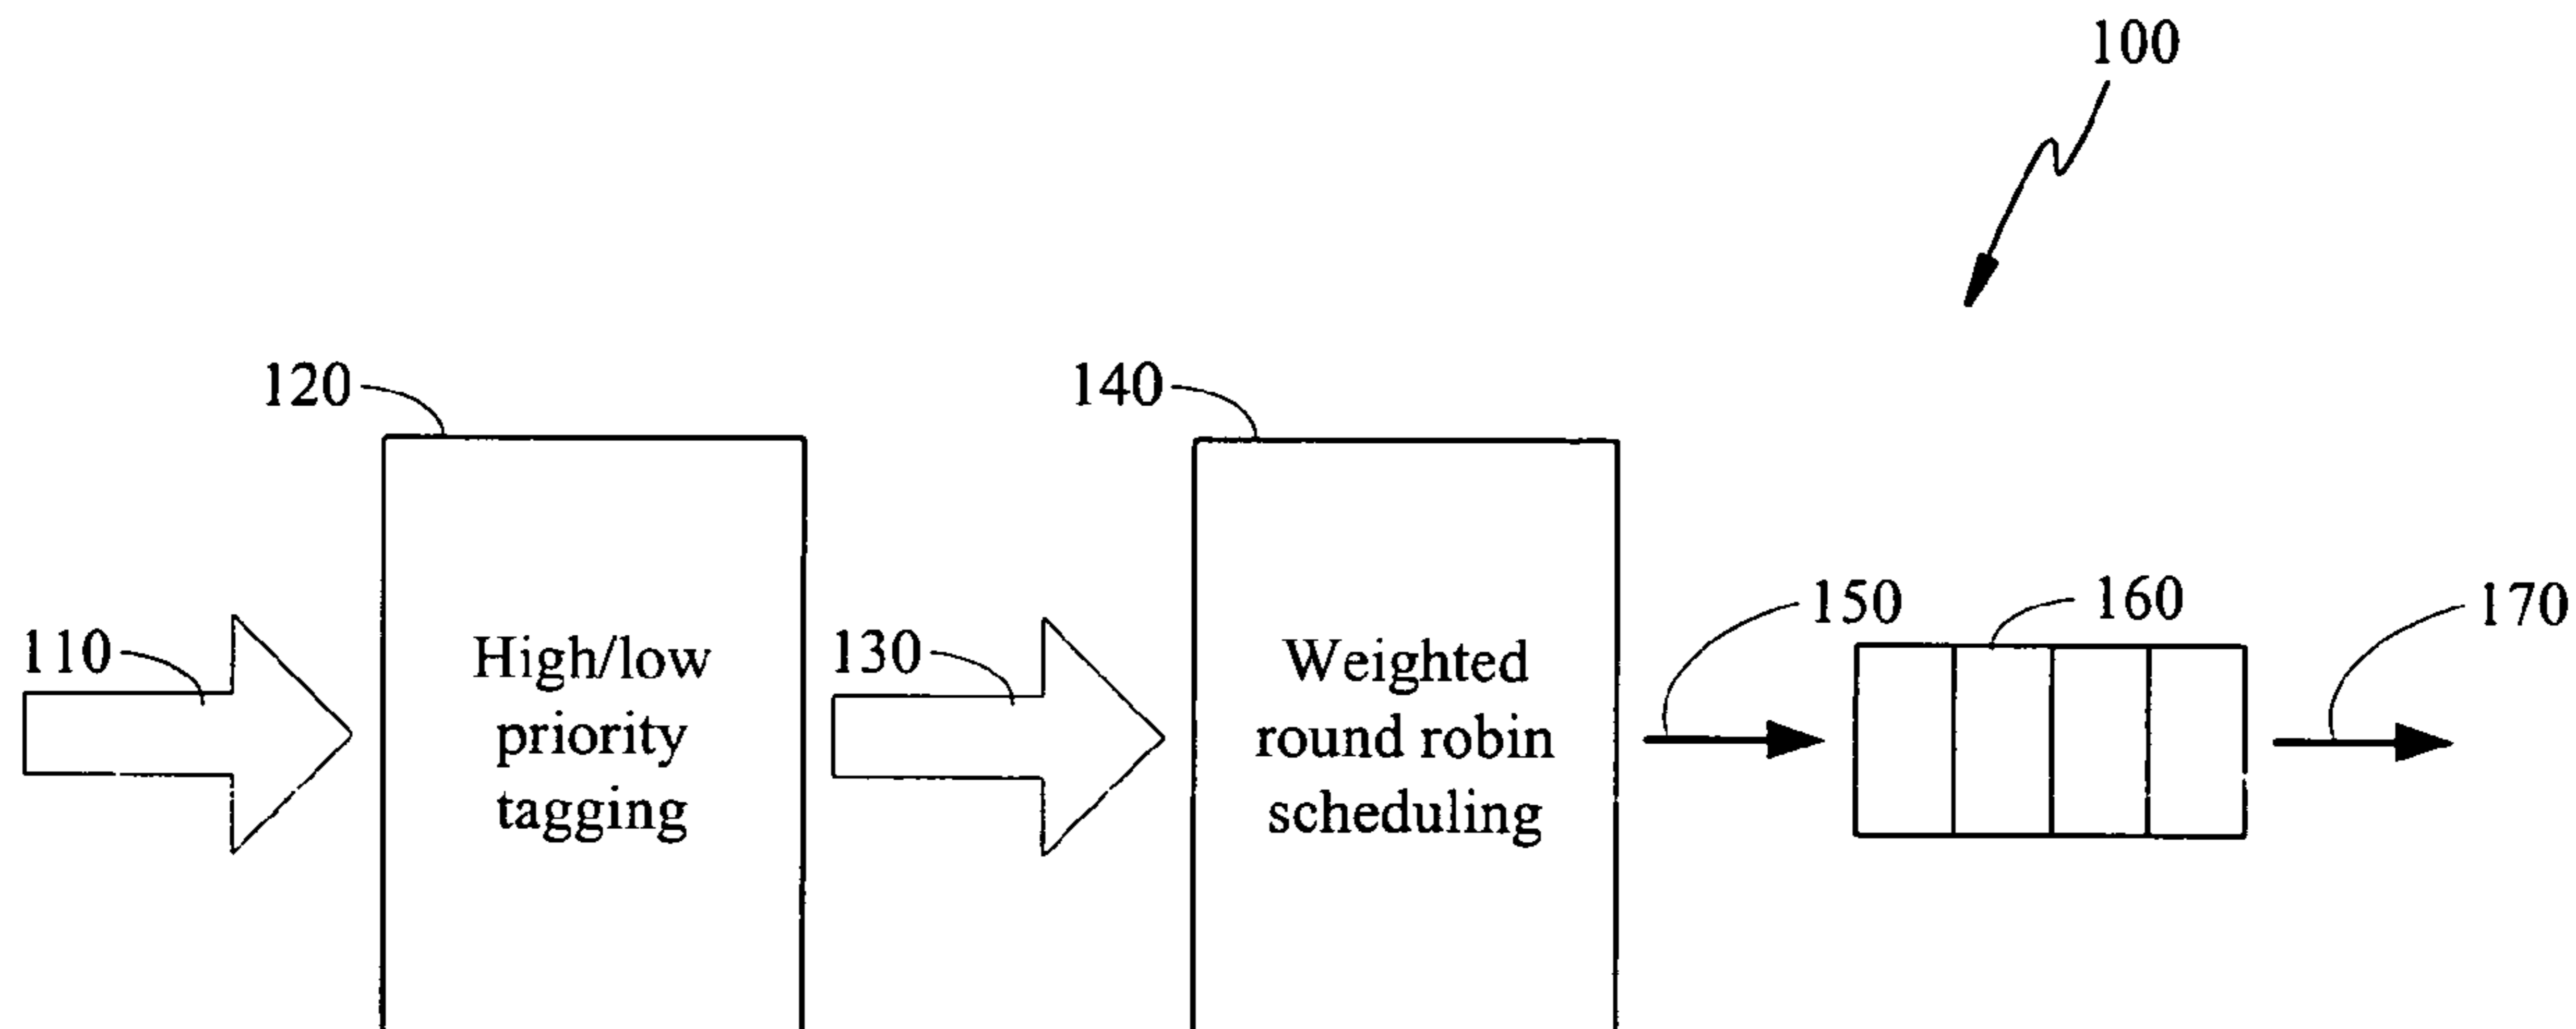 100
120
140
110
High/low
priority
tagging
130
Weighted
round robin
scheduling
150
160
170